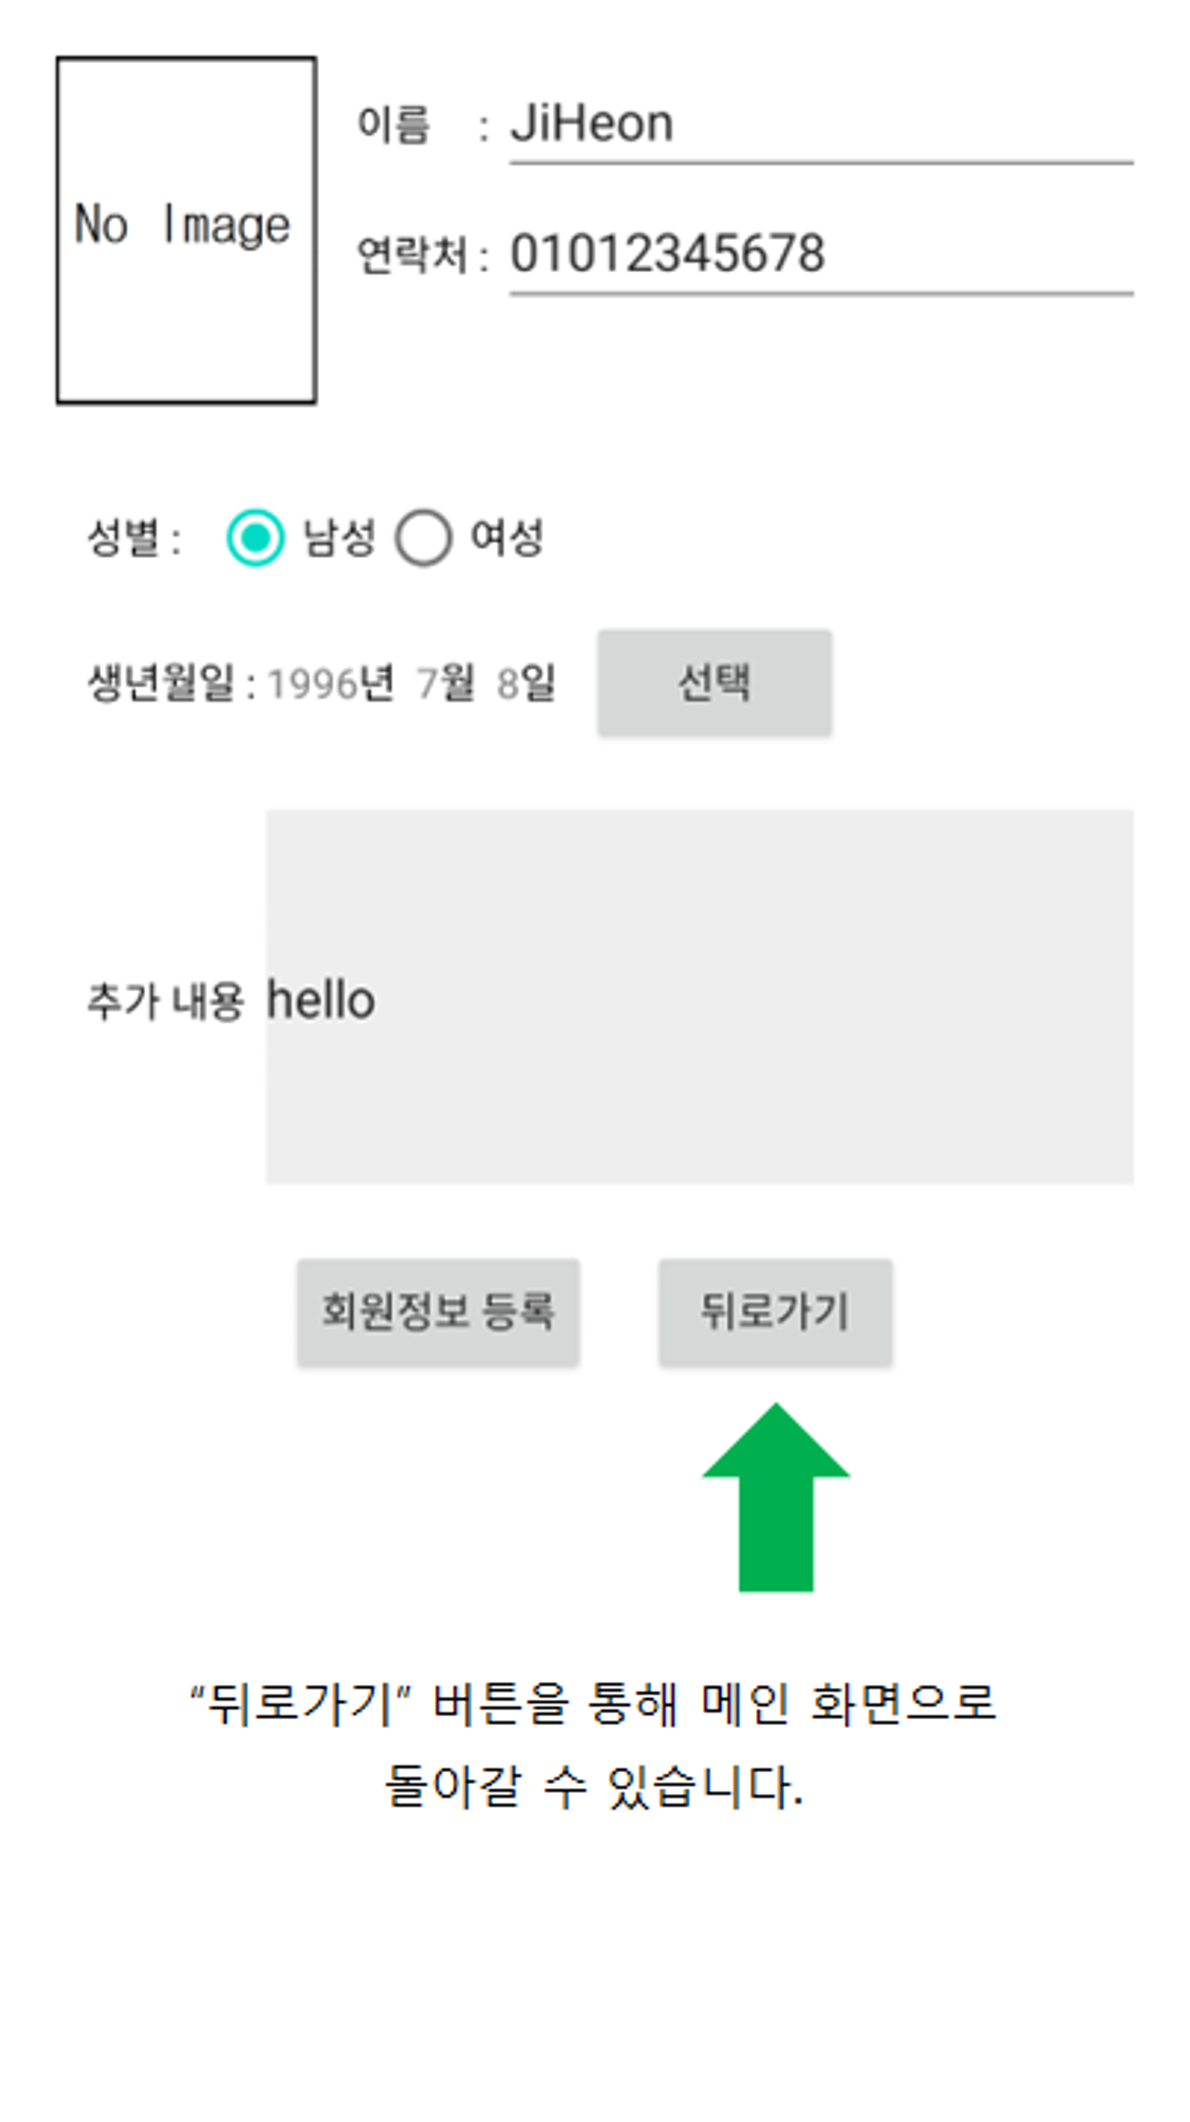 No Image
이름 : JiHeon
연락처 : 01012345678
성별 : 남성 여성
생년월일 : 1996년 7월 8일 선택
추가 내용 hello
회원정보 등록 뒤로가기
“뒤로가기” 버튼을 통해 메인 화면으로
돌아갈 수 있습니다.